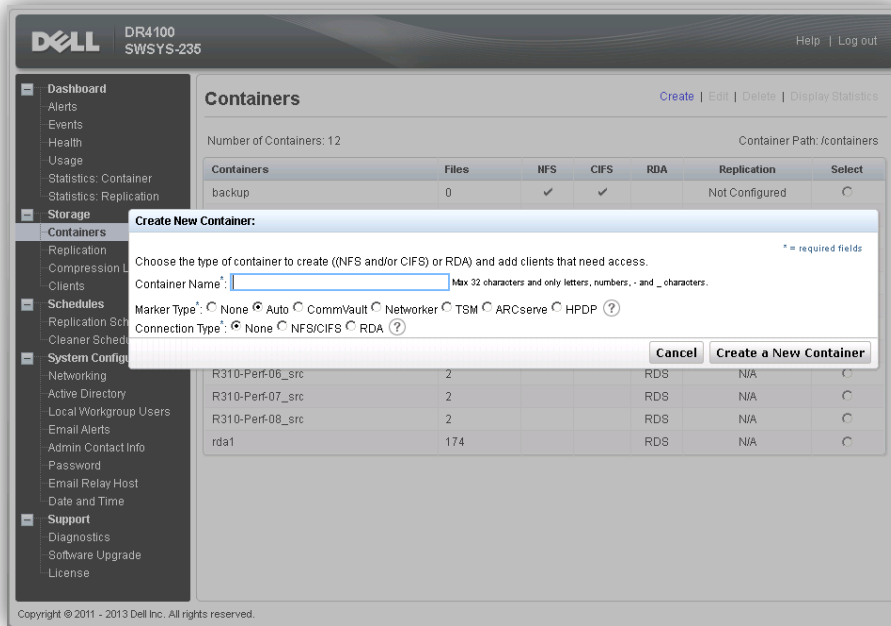 DELL
DR4100
SWSYS-235
Help | Log out
Dashboard
Alerts
Events
Health
Usage
Statistics: Container
Statistics: Replication
Storage
Containers
Replication
Compression L
Clients
Schedules
Replication Sch
Cleaner Schedu
System Configu
Networking
Active Directory
Local Workgroup Users
Email Alerts
Admin Contact Info
Password
Email Relay Host
Date and Time
Support
Diagnostics
Software Upgrade
License
Containers
Create | Edit | Delete | Display Statistics
Number of Containers: 12
Container Path: /containers
Containers Files NFS CIFS RDA Replication Select
backup 0 ✔ ✔ Not Configured
Create New Container:
* = required fields
Choose the type of container to create ((NFS and/or CIFS) or RDA) and add clients that need access.
Container Name*: Max 32 characters and only letters, numbers, - and _ characters.
Marker Type*: None Auto CommVault Networker TSM ARCserve HPDP ?
Connection Type*: None NFS/CIFS RDA ?
Cancel Create a New Container
R310-Perf-06_src 2 RDS N/A
R310-Perf-07_src 2 RDS N/A
R310-Perf-08_src 2 RDS N/A
rda1 174 RDS N/A
Copyright © 2011 - 2013 Dell Inc. All rights reserved.